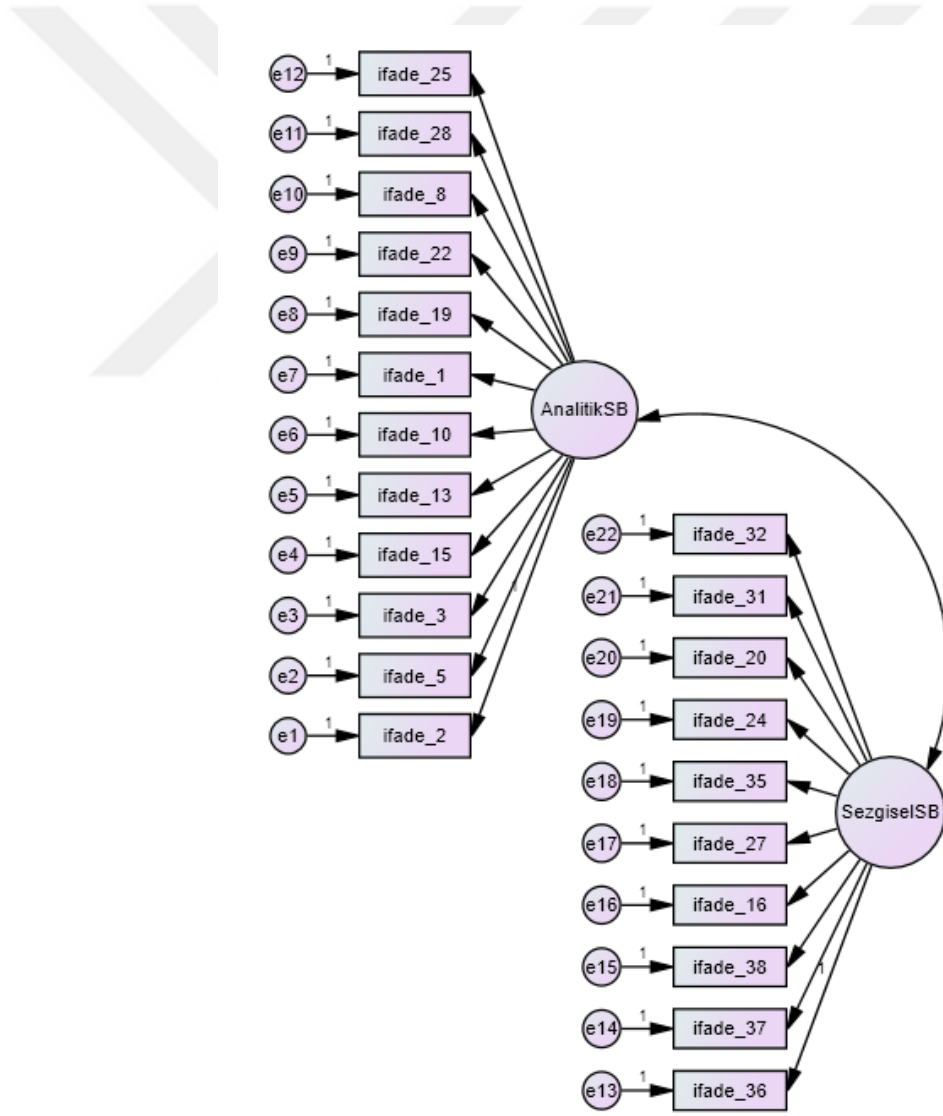 e12 1 ifade_25
e11 1 ifade_28
e10 1 ifade_8
e9 1 ifade_22
e8 1 ifade_19
e7 1 ifade_1
e6 1 ifade_10
e5 1 ifade_13
e4 1 ifade_15
e3 1 ifade_3
e2 1 ifade_5
e1 1 ifade_2
1
AnalitikSB
e22 1 ifade_32
e21 1 ifade_31
e20 1 ifade_20
e19 1 ifade_24
e18 1 ifade_35
e17 1 ifade_27
e16 1 ifade_16
e15 1 ifade_38
e14 1 ifade_37
e13 1 ifade_36
1
SezgiselSB